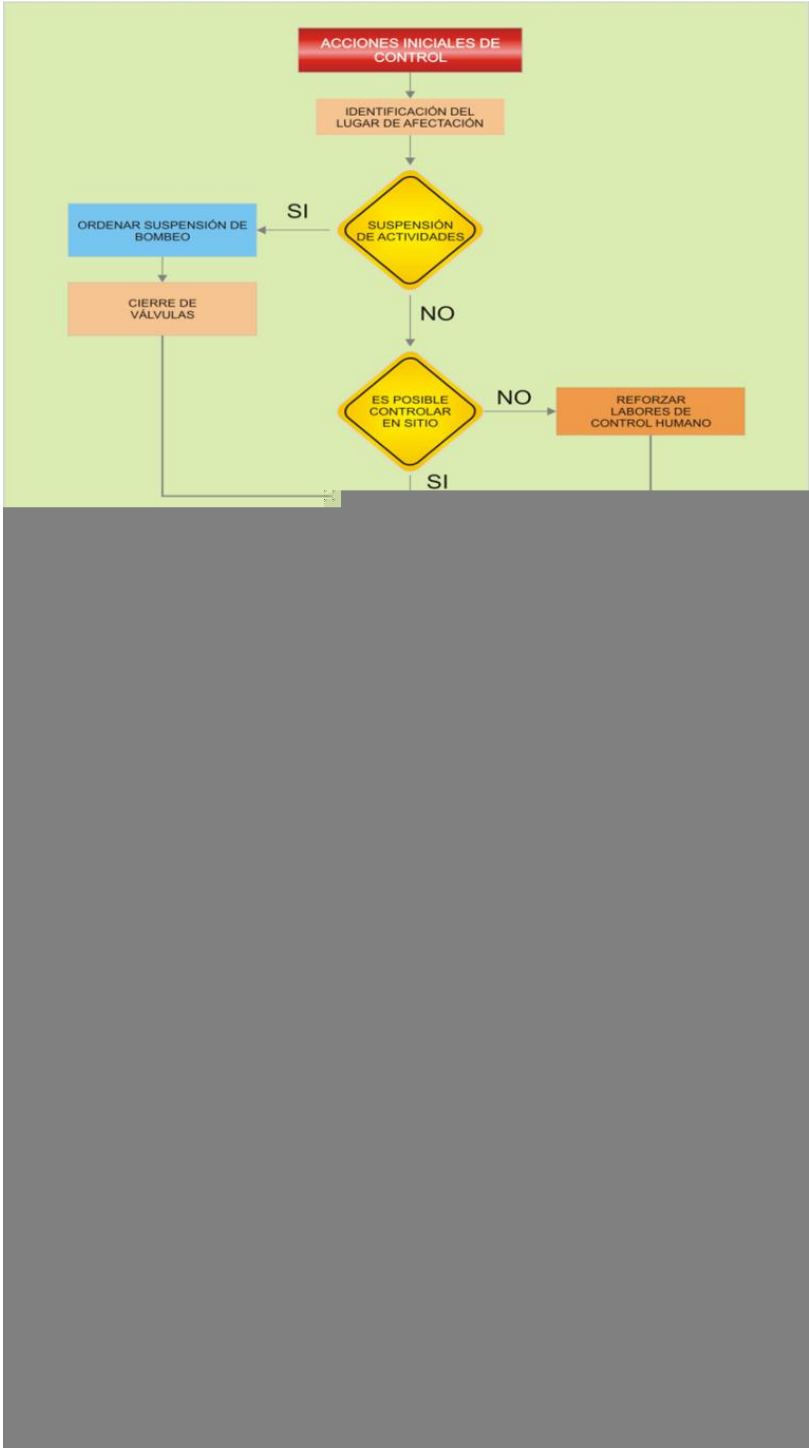 ACCIONES INICIALES DE
CONTROL
IDENTIFICACIÓN DEL
LUGAR DE AFECTACIÓN
SUSPENSIÓN
DE ACTIVIDADES
SI
ORDENAR SUSPENSIÓN DE
BOMBEO
CIERRE DE
VÁLVULAS
NO
ES POSIBLE
CONTROLAR
EN SITIO
NO
REFORZAR
LABORES DE
CONTROL HUMANO
SI